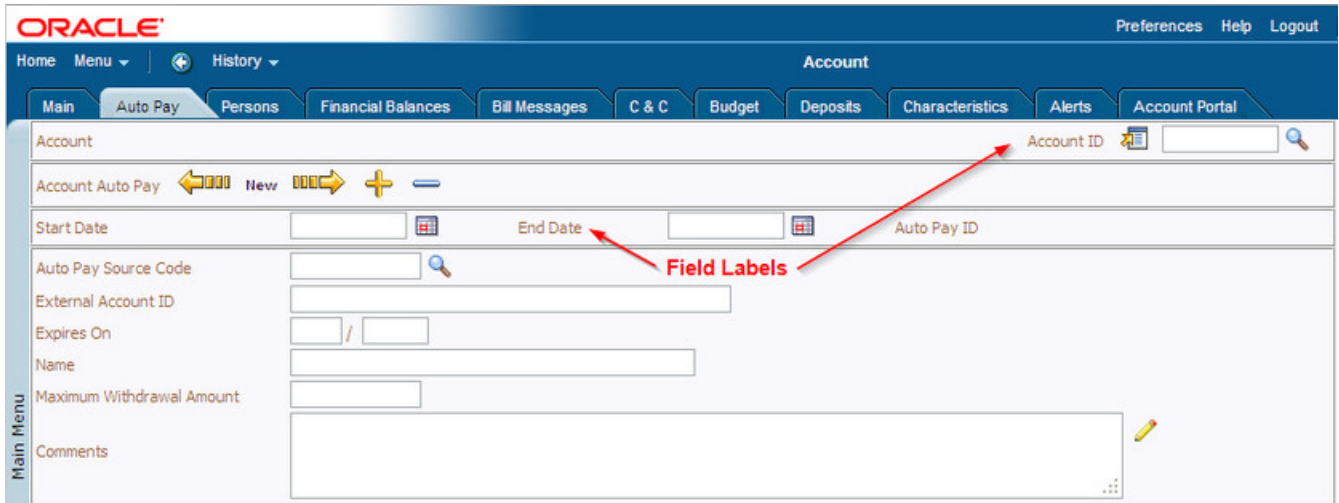 ORACLE
Preferences Help Logout
Home Menu History Account
Main Auto Pay Persons Financial Balances Bill Messages C & C Budget Deposits Characteristics Alerts Account Portal
Account Account ID
Account Auto Pay New
Start Date End Date Auto Pay ID
Auto Pay Source Code Field Labels
External Account ID
Expires On /
Name
Maximum Withdrawal Amount
Comments
Main Menu